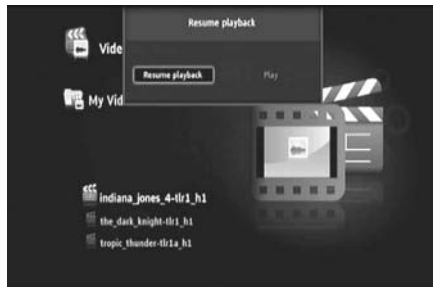 Resume playback
Vide
Resume playback
Play
My Vid
indiana_jones_4-tlr1_h1
the_dark_knight-tlr1_h1
tropic_thunder-tlr1a_h1